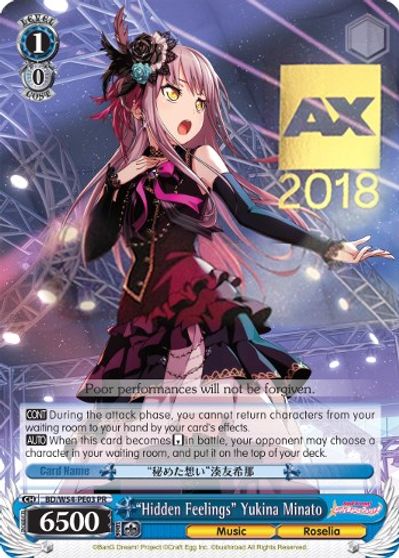 LEVEL
1
0
COST
AX
2018
Poor performances will not be forgiven.
CONT During the attack phase, you cannot return characters from your
waiting room to your hand by your card's effects.
AUTO When this card becomes in battle, your opponent may choose a
character in your waiting room, and put it on the top of your deck.
Card Name
"秘めた想い"湊友希那
CH
BD/WS4-PE03 PR
"Hidden Feelings" Yukina Minato
6500
Music
Roselia
©BanG Dream! Project ©Craft Egg Inc. ©bushiroad All Rights Reserved.